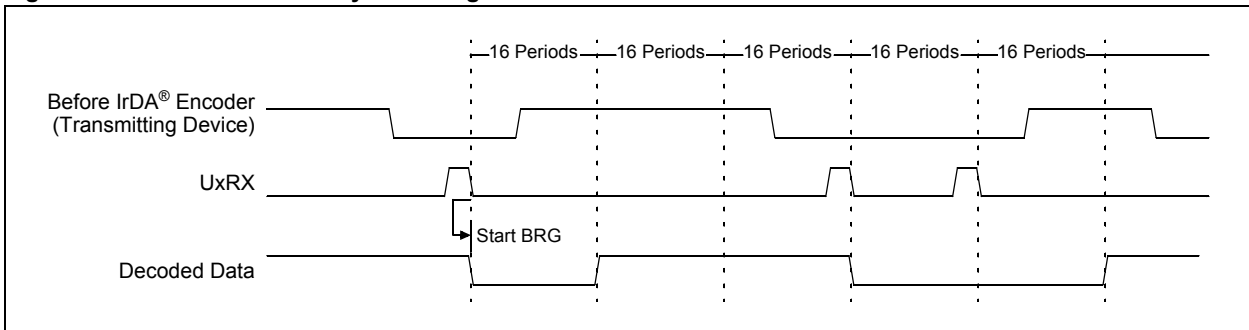 16 Periods 16 Periods 16 Periods 16 Periods 16 Periods
Before IrDA® Encoder
(Transmitting Device)
UxRX
Start BRG
Decoded Data